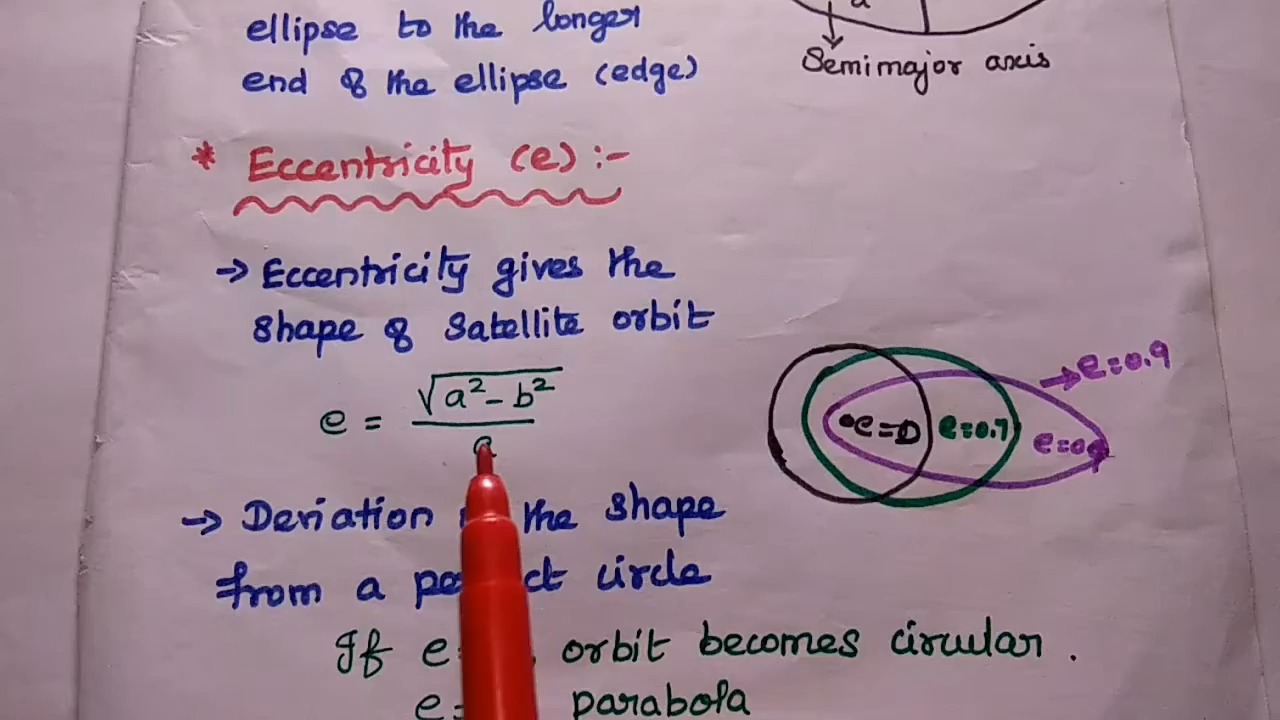 ellipse to the longer
end of the ellipse (edge)
a
Semimajor axis
* Eccentricity (e) :-
→ Eccentricity gives the
shape of satellite orbit
e = √a²-b² / a
→e=0.9
e=0
e=0.7
→ Deviation the shape
from a circle
If e orbit becomes circular.
e= parabola